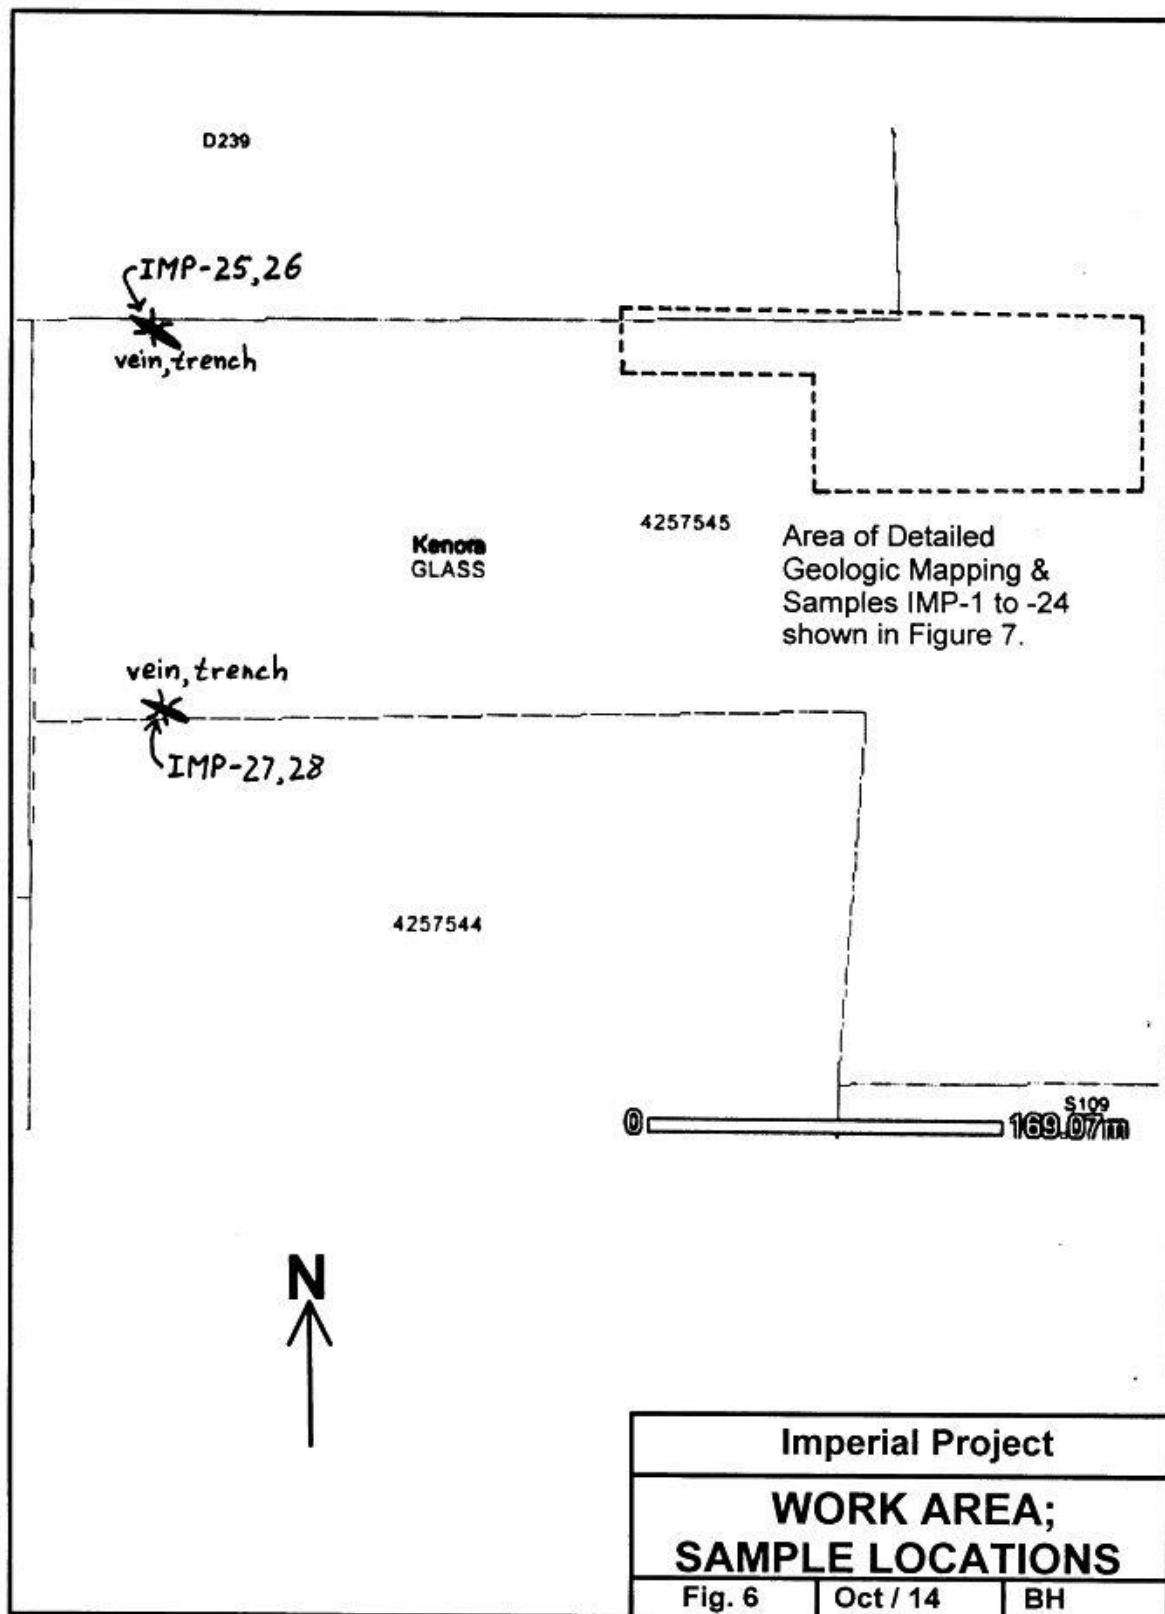 D239
IMP-25,26
vein, trench
4257545
Kenora
GLASS
Area of Detailed
Geologic Mapping &
Samples IMP-1 to -24
shown in Figure 7.
vein, trench
IMP-27,28
4257544
S109
0 169.07m
N
Imperial Project
WORK AREA;
SAMPLE LOCATIONS
Fig. 6 Oct / 14 BH